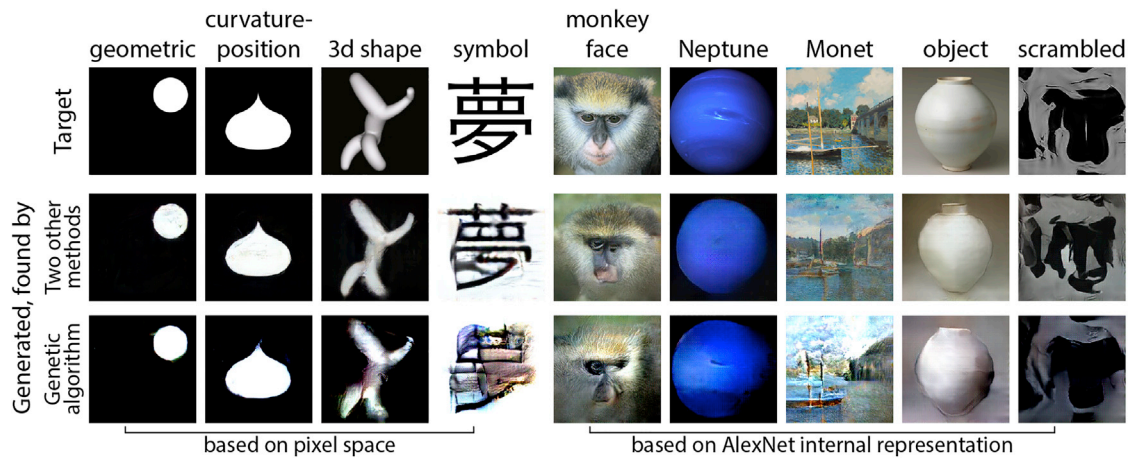 geometric
curvature-
position
3d shape
symbol
monkey
face
Neptune
Monet
object
scrambled
Target
夢
Generated, found by
Two other
methods
夢
Genetic
algorithm
based on pixel space
based on AlexNet internal representation